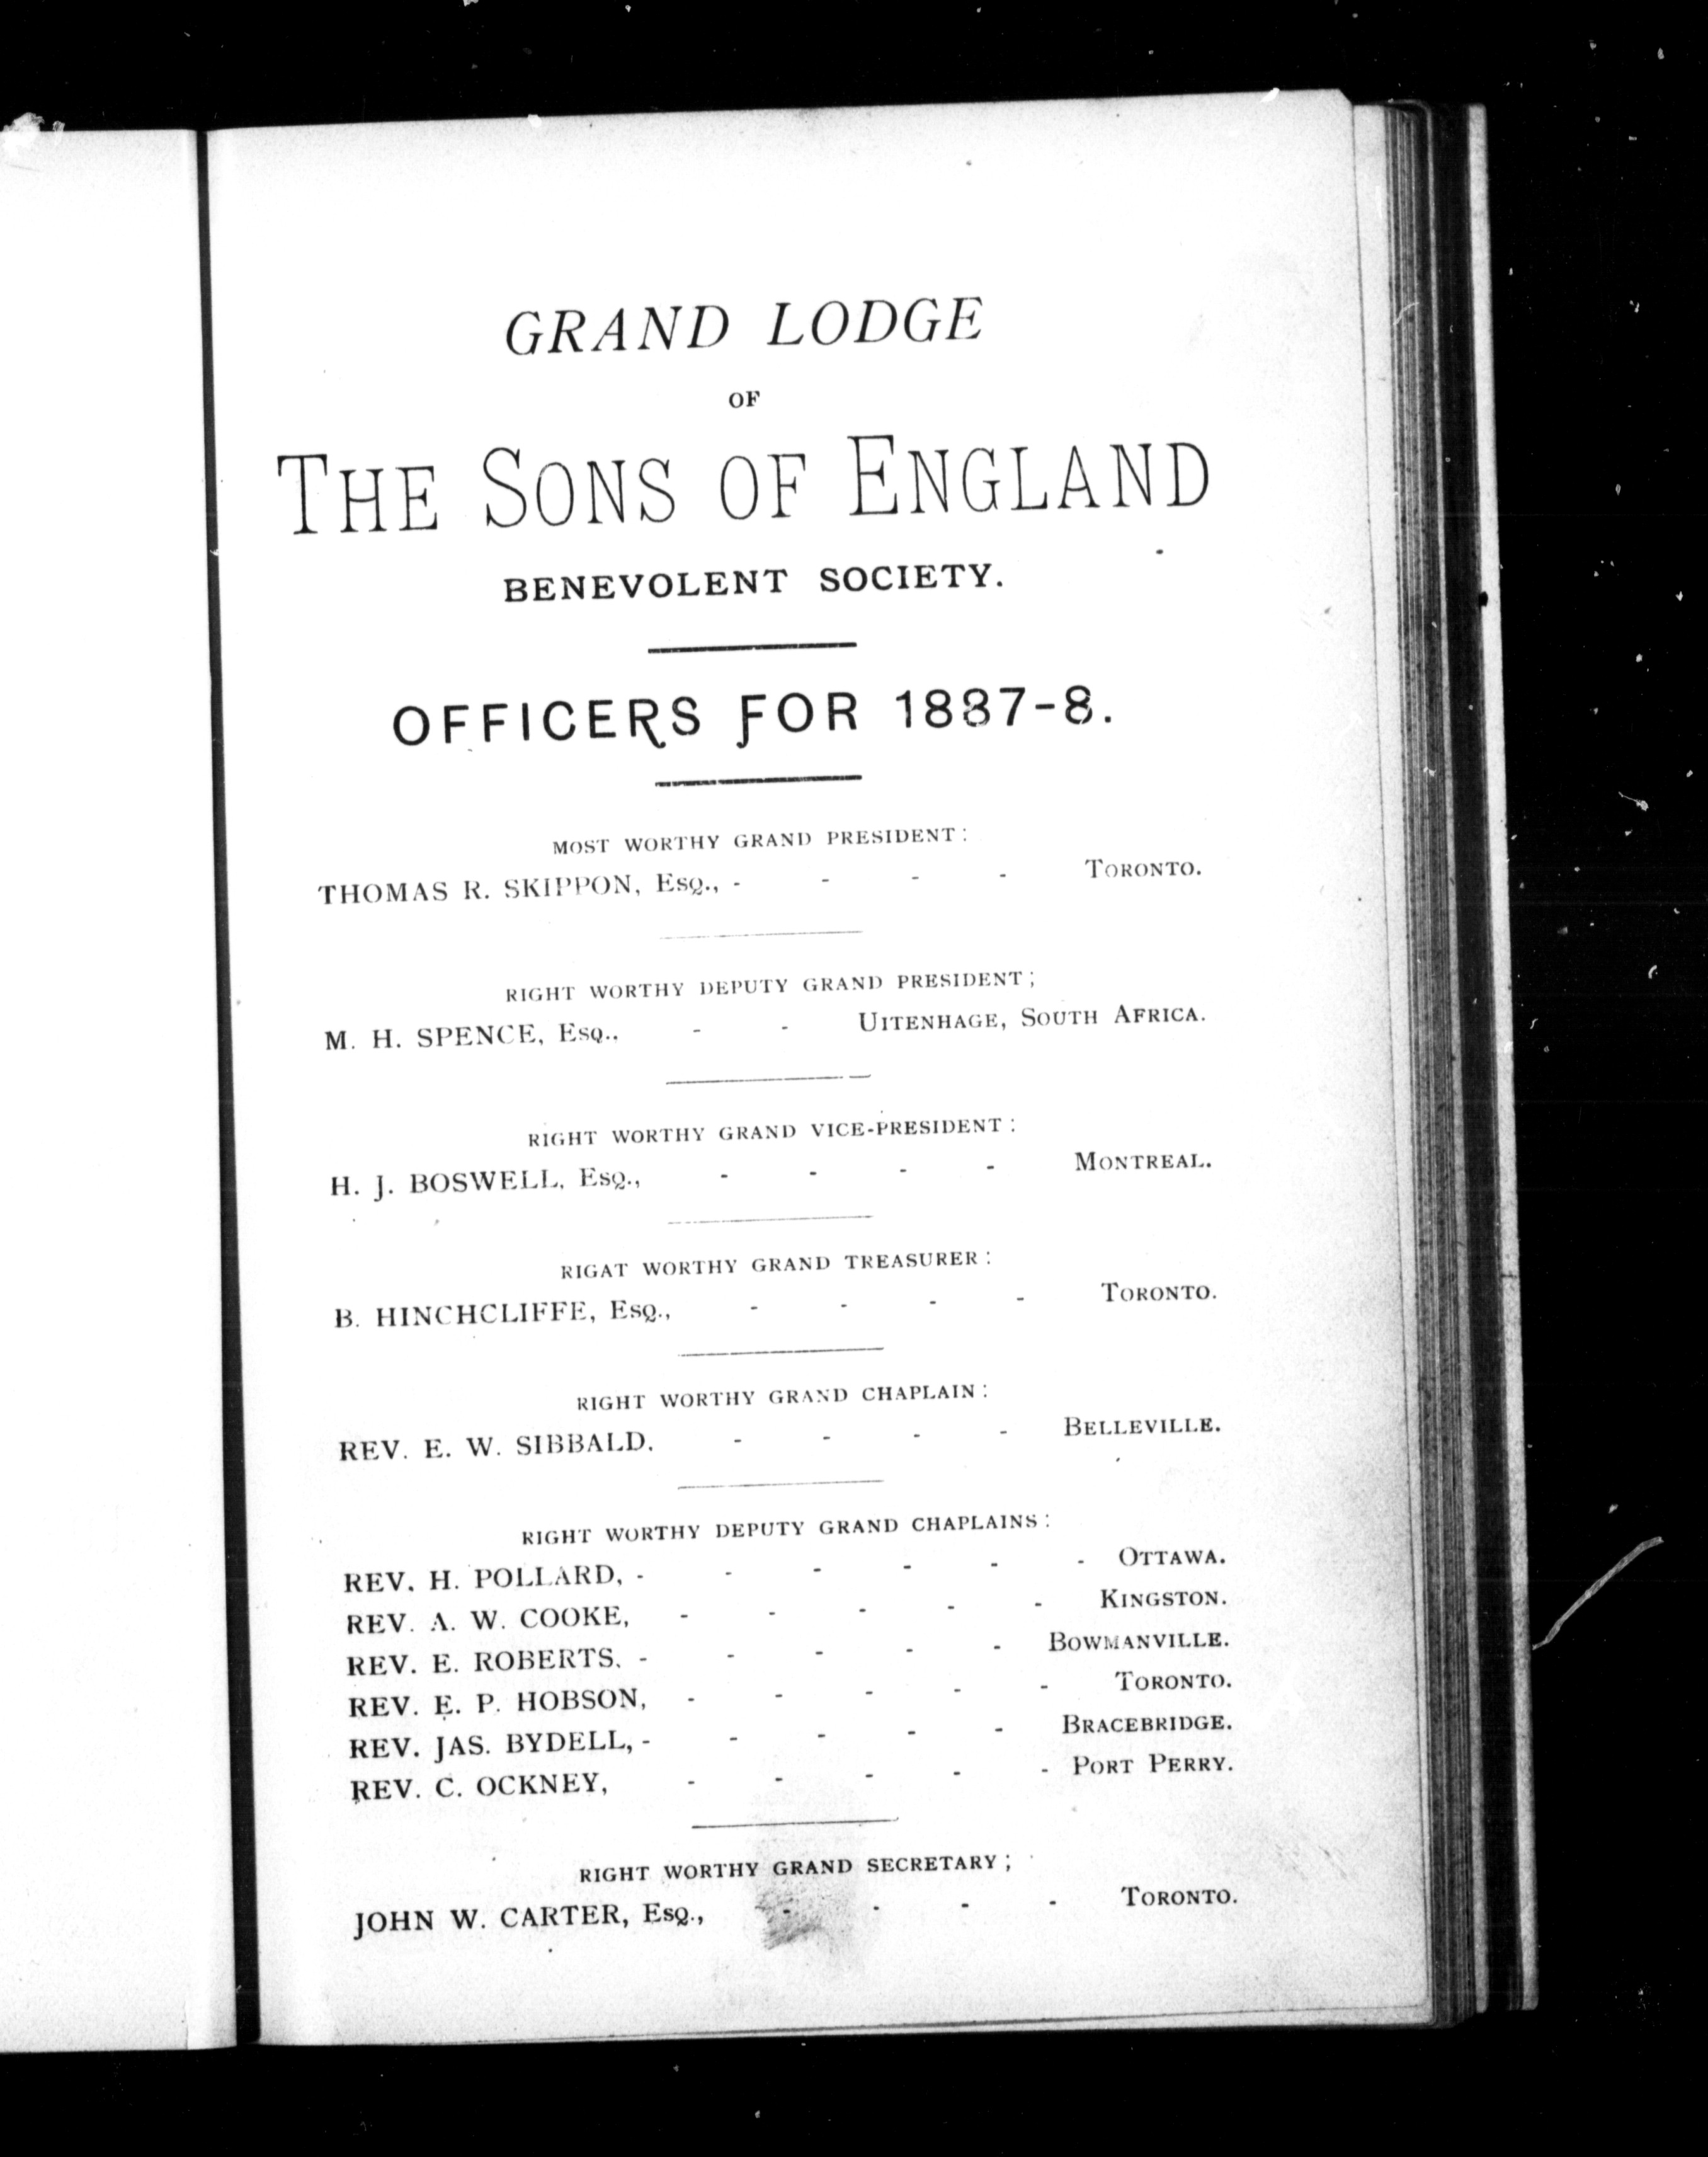 GRAND LODGE
OF
THE SONS OF ENGLAND
BENEVOLENT SOCIETY.
OFFICERS FOR 1887-8.
MOST WORTHY GRAND PRESIDENT:
THOMAS R. SKIPPON, ESQ., - - - - TORONTO.
RIGHT WORTHY DEPUTY GRAND PRESIDENT;
M. H. SPENCE, ESQ., - - UITENHAGE, SOUTH AFRICA.
RIGHT WORTHY GRAND VICE-PRESIDENT:
H. J. BOSWELL, ESQ., - - - - MONTREAL.
RIGAT WORTHY GRAND TREASURER:
B. HINCHCLIFFE, ESQ., - - - - TORONTO.
RIGHT WORTHY GRAND CHAPLAIN:
REV. E. W. SIBBALD, - - - - BELLEVILLE.
RIGHT WORTHY DEPUTY GRAND CHAPLAINS:
REV. H. POLLARD, - - - - - - OTTAWA.
REV. A. W. COOKE, - - - - - KINGSTON.
REV. E. ROBERTS, - - - - - BOWMANVILLE.
REV. E. P. HOBSON, - - - - - TORONTO.
REV. JAS. BYDELL, - - - - - BRACEBRIDGE.
REV. C. OCKNEY, - - - - - PORT PERRY.
RIGHT WORTHY GRAND SECRETARY;
JOHN W. CARTER, ESQ., - - - - TORONTO.